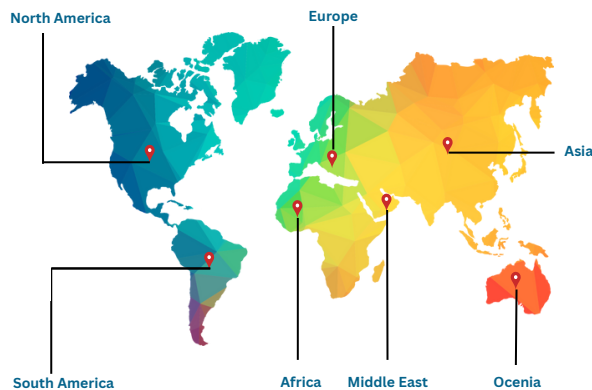 Europe
North America
Asia
South America
Africa
Middle East
Ocenia